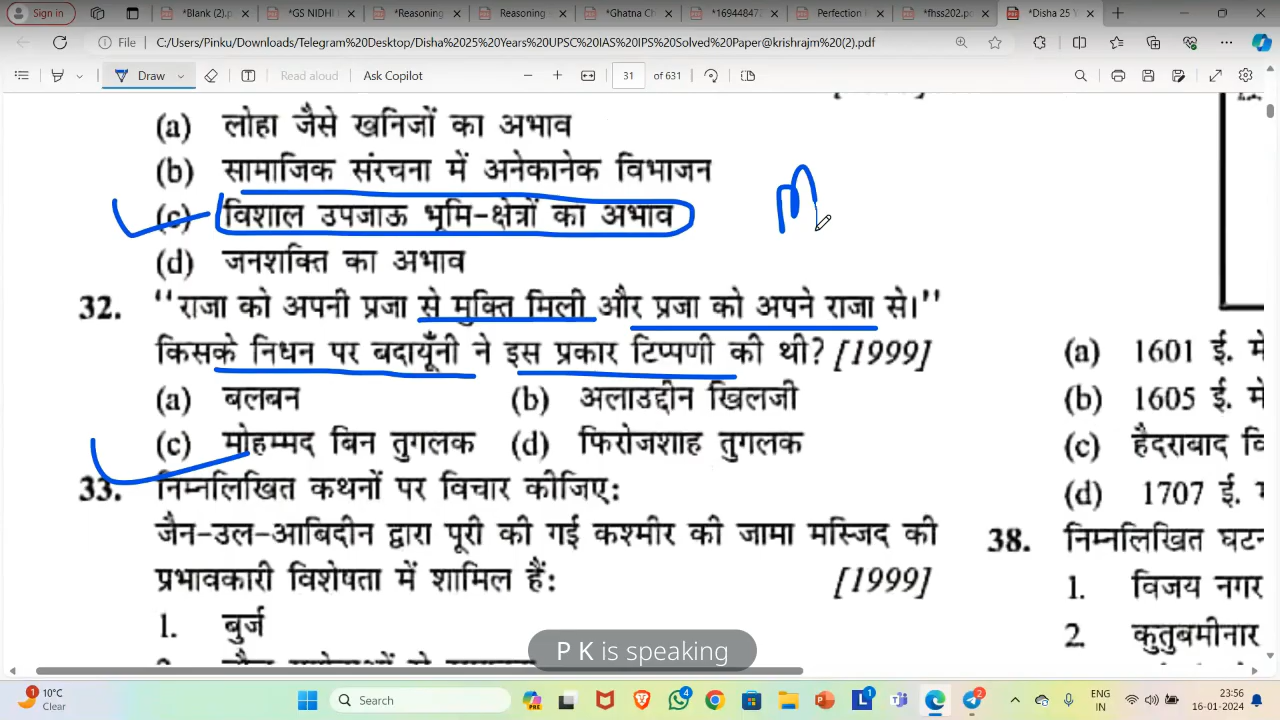 Sign in
*Blank (2).p
*GS NIDHI (
*Reasoning
Reasoning
*Ghatna Ch
*16944847
Perfection I
*fhss202.pc
*Disha 25 Y
File
C:/Users/Pinku/Downloads/Telegram%20Desktop/Disha%2025%20Years%20UPSC%20IAS%20IPS%20Solved%20Paper@krishrajm%20(2).pdf
Draw
Read aloud
Ask Copilot
31 of 631
(a) लोहा जैसे खनिजों का अभाव
(b) सामाजिक संरचना में अनेकानेक विभाजन
(c) विशाल उपजाऊ भूमि-क्षेत्रों का अभाव
(d) जनशक्ति का अभाव
32. "राजा को अपनी प्रजा से मुक्ति मिली और प्रजा को अपने राजा से।"
किसके निधन पर बदायूँनी ने इस प्रकार टिप्पणी की थी? [1999]
(a) बलबन (b) अलाउद्दीन खिलजी
(c) मोहम्मद बिन तुगलक (d) फिरोजशाह तुगलक
33. निम्नलिखित कथनों पर विचार कीजिए:
जैन-उल-आबिदीन द्वारा पूरी की गई कश्मीर की जामा मस्जिद की
प्रभावकारी विशेषता में शामिल हैं: [1999]
1. बुर्ज
(a) 1601 ई. में
(b) 1605 ई. मे
(c) हैदराबाद वि
(d) 1707 ई. म
38. निम्नलिखित घटन
1. विजय नगर
2. कुतुबमीनार
P K is speaking
10°C
Clear
Search
ENG
IN
23:56
16-01-2024